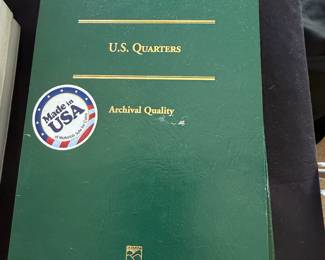 U.S. QUARTERS
Made in
USA
Archival Quality